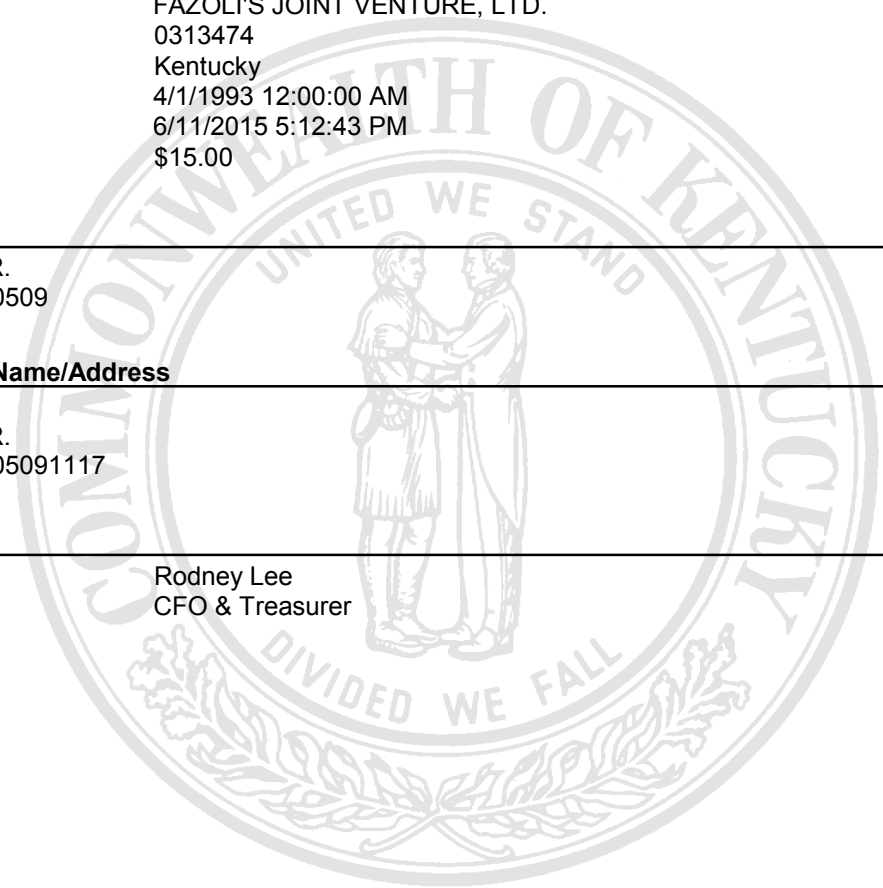 FAZOLI'S JOINT VENTURE, LTD.
0313474
Kentucky
4/1/1993 12:00:00 AM
6/11/2015 5:12:43 PM
$15.00
R.
0509
Name/Address
R.
05091117
Rodney Lee
CFO & Treasurer
COMMONWEALTH OF KENTUCKY
UNITED WE STAND
DIVIDED WE FALL